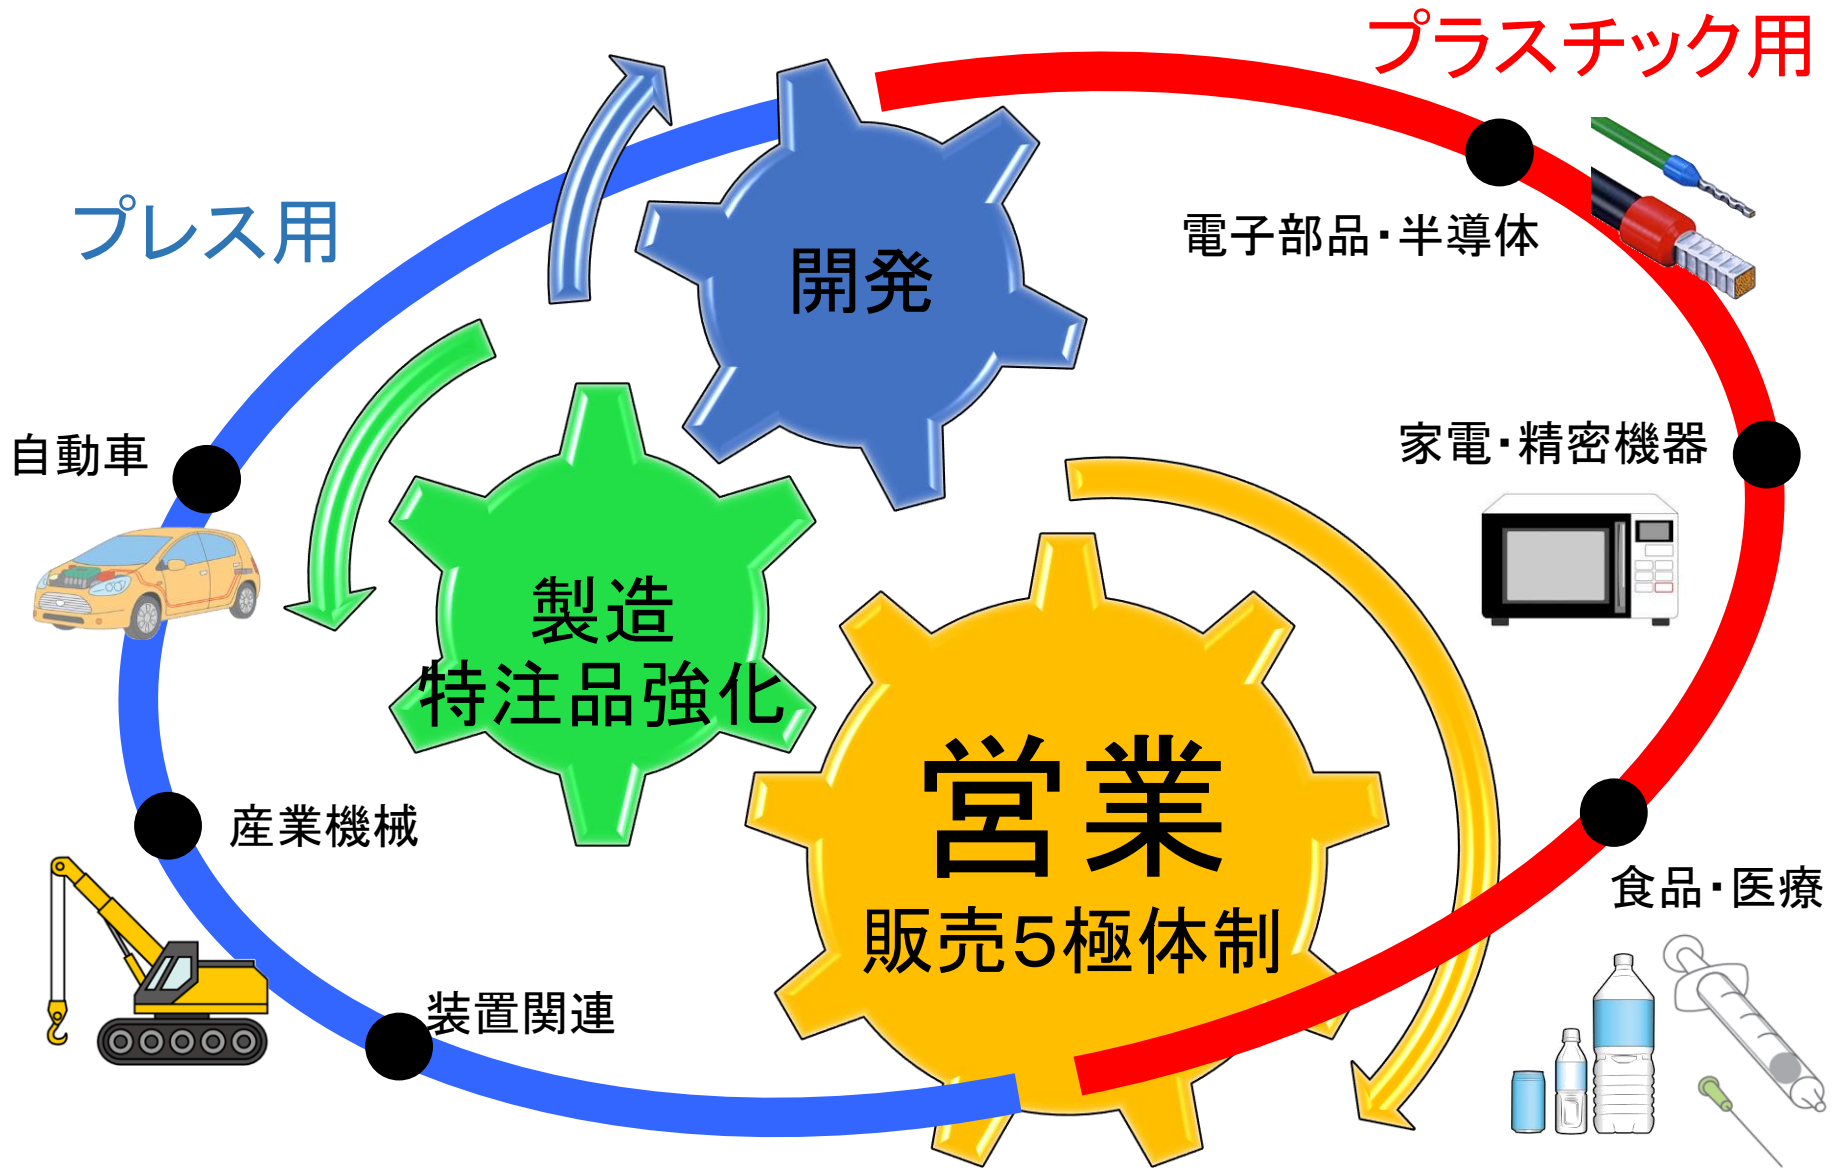 プラスチック用
プレス用
電子部品・半導体
開発
自動車
家電・精密機器
製造
特注品強化
営業
産業機械
食品・医療
販売5極体制
装置関連